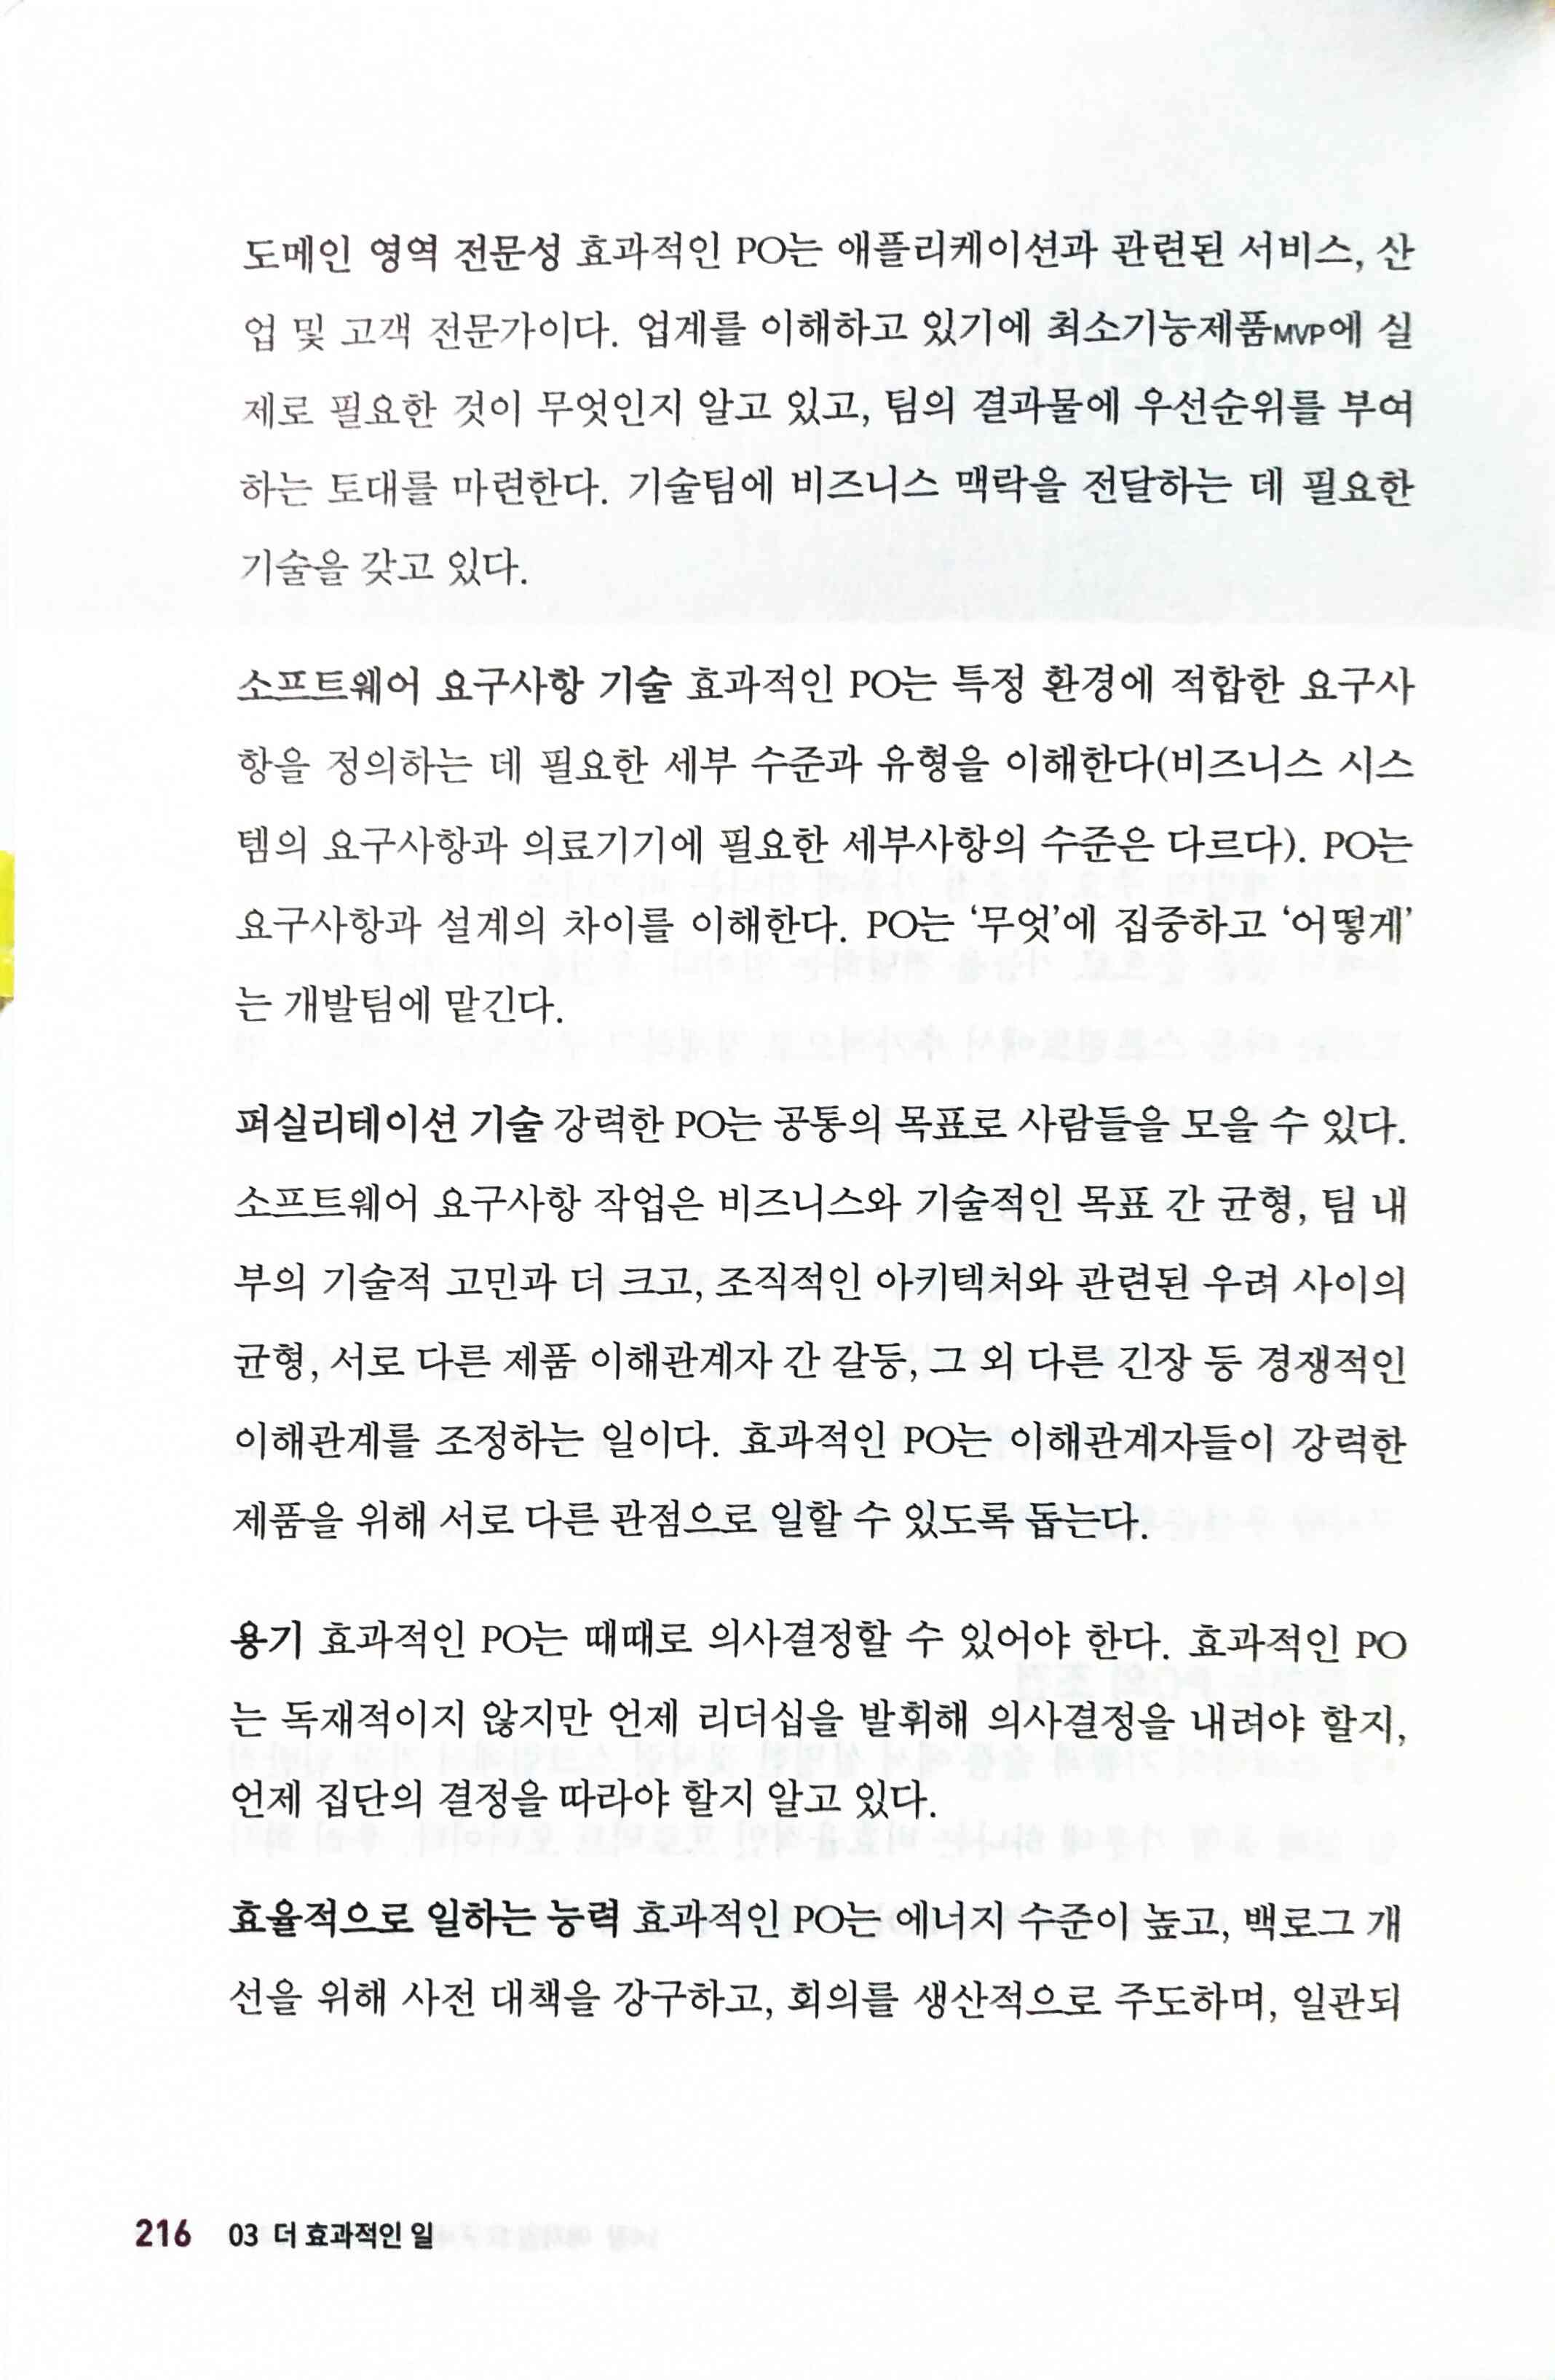 도메인 영역 전문성 효과적인 PO는 애플리케이션과 관련된 서비스, 산
업 및 고객 전문가이다. 업계를 이해하고 있기에 최소기능제품MVP에 실
제로 필요한 것이 무엇인지 알고 있고, 팀의 결과물에 우선순위를 부여
하는 토대를 마련한다. 기술팀에 비즈니스 맥락을 전달하는 데 필요한
기술을 갖고 있다.
소프트웨어 요구사항 기술 효과적인 PO는 특정 환경에 적합한 요구사
항을 정의하는 데 필요한 세부 수준과 유형을 이해한다(비즈니스 시스
템의 요구사항과 의료기기에 필요한 세부사항의 수준은 다르다). PO는
요구사항과 설계의 차이를 이해한다. PO는 ‘무엇’에 집중하고 ‘어떻게’
는 개발팀에 맡긴다.
퍼실리테이션 기술 강력한 PO는 공통의 목표로 사람들을 모을 수 있다.
소프트웨어 요구사항 작업은 비즈니스와 기술적인 목표 간 균형, 팀 내
부의 기술적 고민과 더 크고, 조직적인 아키텍처와 관련된 우려 사이의
균형, 서로 다른 제품 이해관계자 간 갈등, 그 외 다른 긴장 등 경쟁적인
이해관계를 조정하는 일이다. 효과적인 PO는 이해관계자들이 강력한
제품을 위해 서로 다른 관점으로 일할 수 있도록 돕는다.
용기 효과적인 PO는 때때로 의사결정할 수 있어야 한다. 효과적인 PO
는 독재적이지 않지만 언제 리더십을 발휘해 의사결정을 내려야 할지,
언제 집단의 결정을 따라야 할지 알고 있다.
효율적으로 일하는 능력 효과적인 PO는 에너지 수준이 높고, 백로그 개
선을 위해 사전 대책을 강구하고, 회의를 생산적으로 주도하며, 일관되
216 03 더 효과적인 일